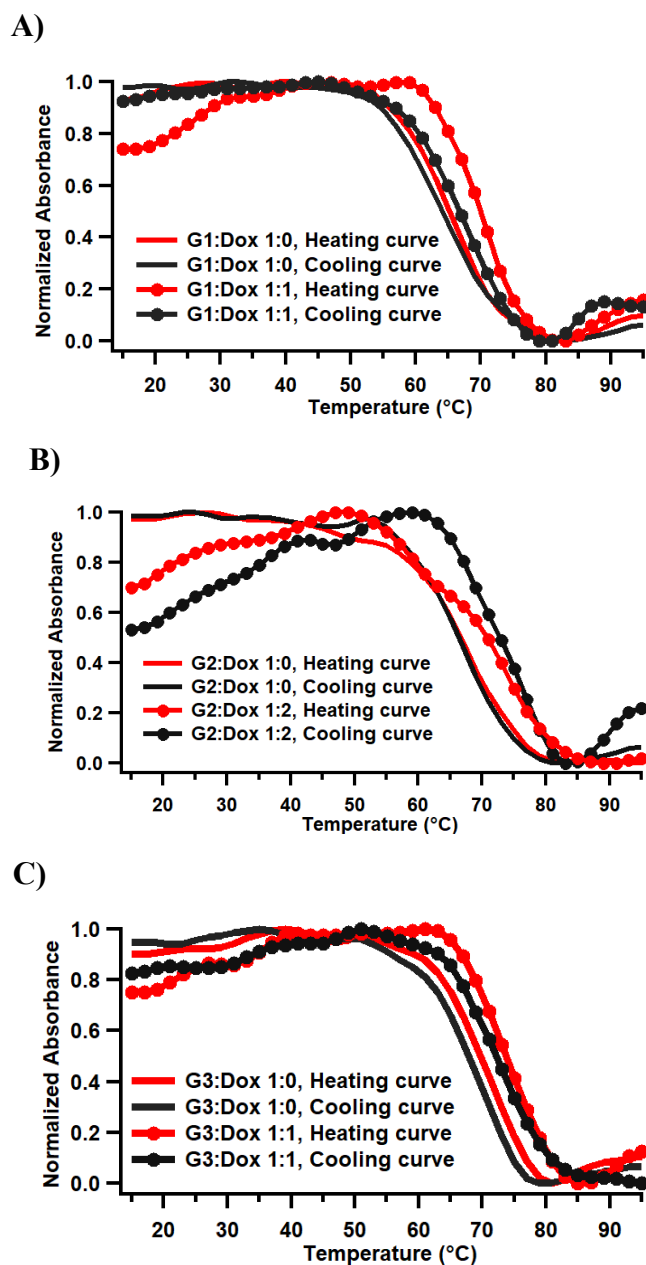 A)
Normalized Absorbance
1.0
0.8
0.6
0.4
0.2
0.0
G1:Dox 1:0, Heating curve
G1:Dox 1:0, Cooling curve
G1:Dox 1:1, Heating curve
G1:Dox 1:1, Cooling curve
20 30 40 50 60 70 80 90
Temperature (°C)
B)
Normalized Absorbance
1.0
0.8
0.6
0.4
0.2
0.0
G2:Dox 1:0, Heating curve
G2:Dox 1:0, Cooling curve
G2:Dox 1:2, Heating curve
G2:Dox 1:2, Cooling curve
20 30 40 50 60 70 80 90
Temperature (°C)
C)
Normalized Absorbance
1.0
0.8
0.6
0.4
0.2
0.0
G3:Dox 1:0, Heating curve
G3:Dox 1:0, Cooling curve
G3:Dox 1:1, Heating curve
G3:Dox 1:1, Cooling curve
20 30 40 50 60 70 80 90
Temperature (°C)